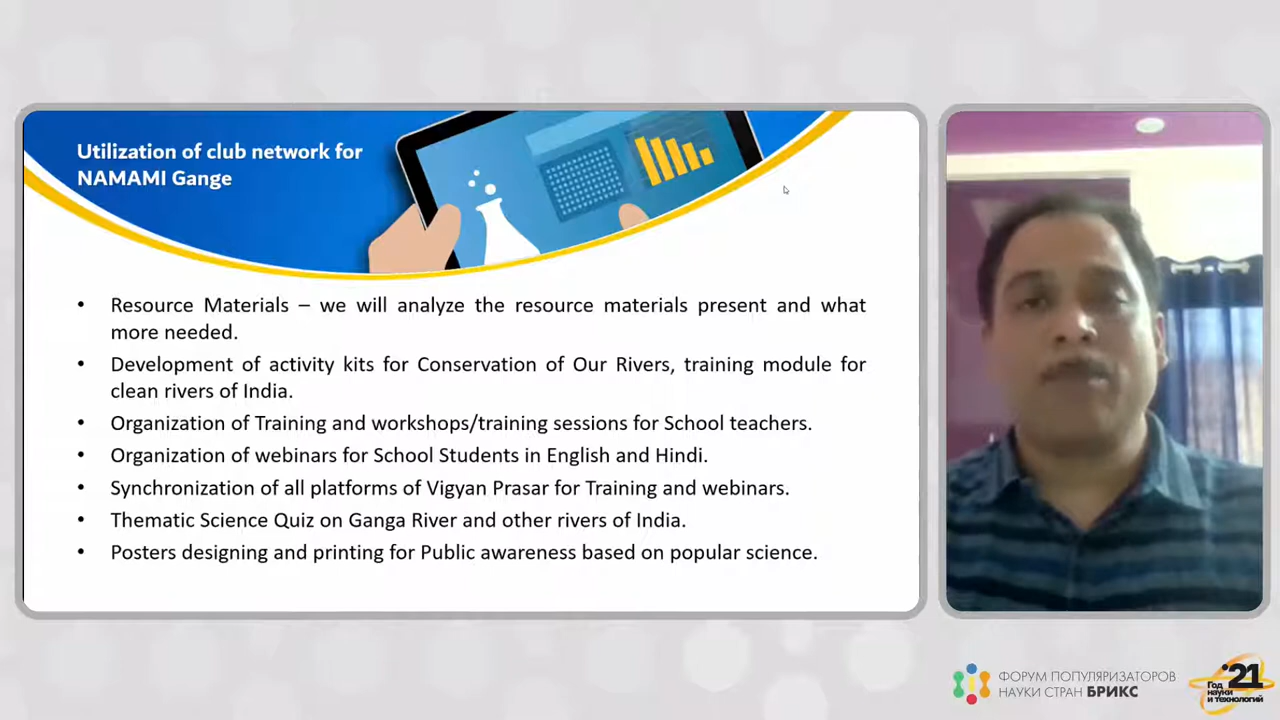 Utilization of club network for
NAMAMI Gange
• Resource Materials – we will analyze the resource materials present and what
more needed.
• Development of activity kits for Conservation of Our Rivers, training module for
clean rivers of India.
• Organization of Training and workshops/training sessions for School teachers.
• Organization of webinars for School Students in English and Hindi.
• Synchronization of all platforms of Vigyan Prasar for Training and webinars.
• Thematic Science Quiz on Ganga River and other rivers of India.
• Posters designing and printing for Public awareness based on popular science.
ФОРУМ ПОПУЛЯРИЗАТОРОВ
НАУКИ СТРАН БРИКС
'21
Год
науки
и технологий